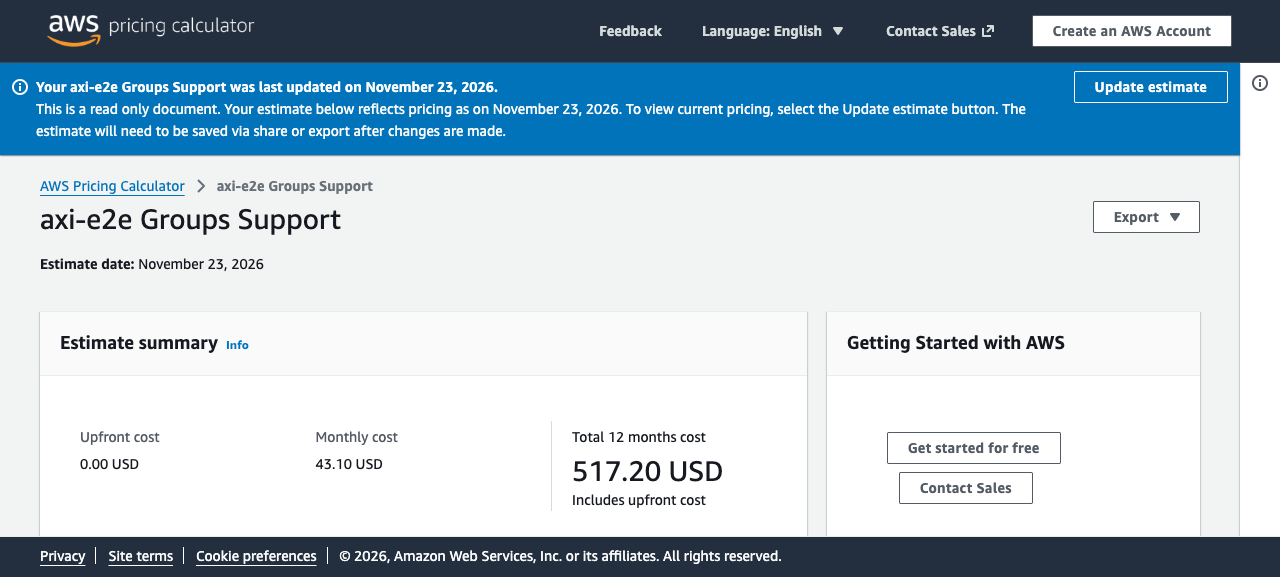 aws pricing calculator
Feedback
Language: English
Contact Sales
Create an AWS Account
Your axi-e2e Groups Support was last updated on November 23, 2026.
This is a read only document. Your estimate below reflects pricing as on November 23, 2026. To view current pricing, select the Update estimate button. The
estimate will need to be saved via share or export after changes are made.
Update estimate
AWS Pricing Calculator
axi-e2e Groups Support
axi-e2e Groups Support
Export
Estimate date: November 23, 2026
Estimate summary Info
Upfront cost
0.00 USD
Monthly cost
43.10 USD
Total 12 months cost
517.20 USD
Includes upfront cost
Getting Started with AWS
Get started for free
Contact Sales
Privacy
Site terms
Cookie preferences
© 2026, Amazon Web Services, Inc. or its affiliates. All rights reserved.